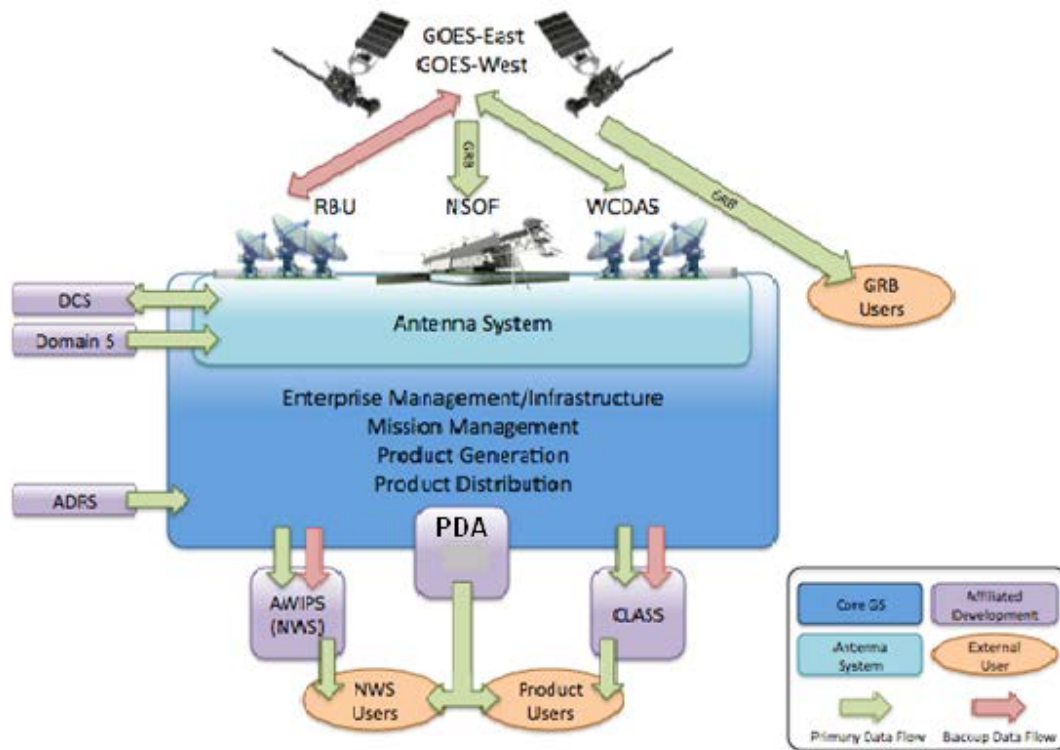 GOES-East
GOES-West
GRB
GRB
RBU
NSOF
WCDAS
GRB
Users
DCS
Domain 5
Antenna System
Enterprise Management/Infrastructure
Mission Management
Product Generation
Product Distribution
ADRS
PDA
AWIPS
(NWS)
CLASS
NWS
Users
Product
Users
Core GS
Affiliated
Development
Antenna
System
External
User
Primary Data Flow
Backup Data Flow